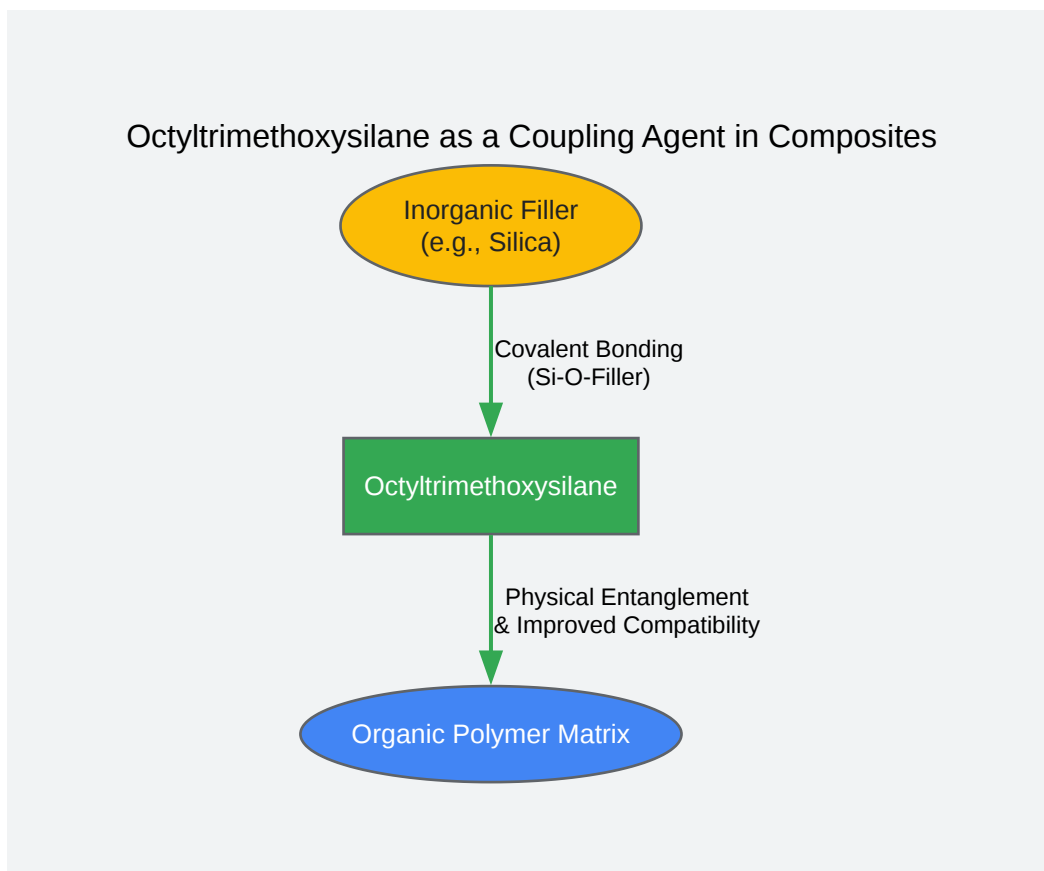 Octyltrimethoxysilane as a Coupling Agent in Composites
Inorganic Filler
(e.g., Silica)
Covalent Bonding
(Si-O-Filler)
Octyltrimethoxysilane
Physical Entanglement
& Improved Compatibility
Organic Polymer Matrix